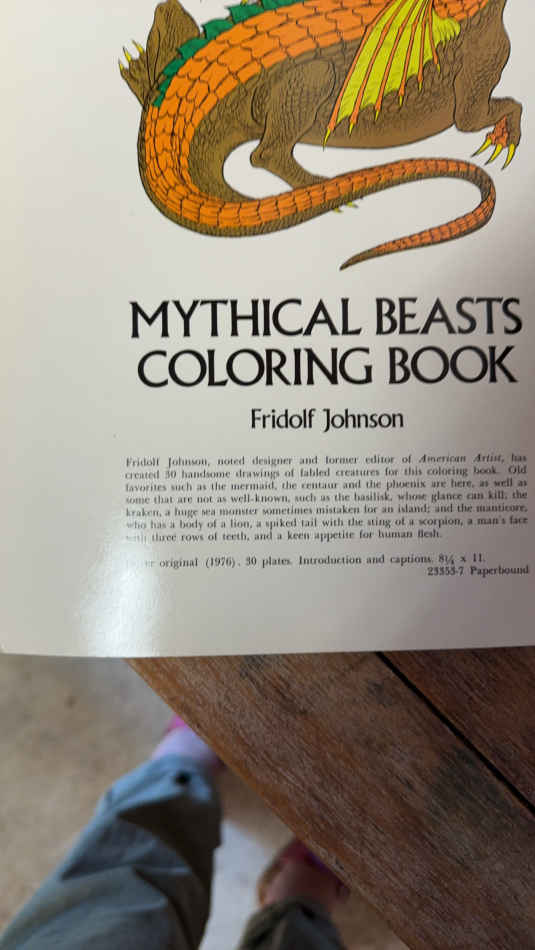 MYTHICAL BEASTS
COLORING BOOK
Fridolf Johnson
Fridolf Johnson, noted designer and former editor of American Artist, has
created 30 handsome drawings of fabled creatures for this coloring book. Old
favorites such as the mermaid, the centaur and the phoenix are here, as well as
some that are not as well-known, such as the basilisk, whose glance can kill; the
kraken, a huge sea monster sometimes mistaken for an island; and the manticore,
who has a body of a lion, a spiked tail with the sting of a scorpion, a man's face
with three rows of teeth, and a keen appetite for human flesh.
original (1976). 30 plates. Introduction and captions. 8¼ x 11.
23353-7 Paperbound